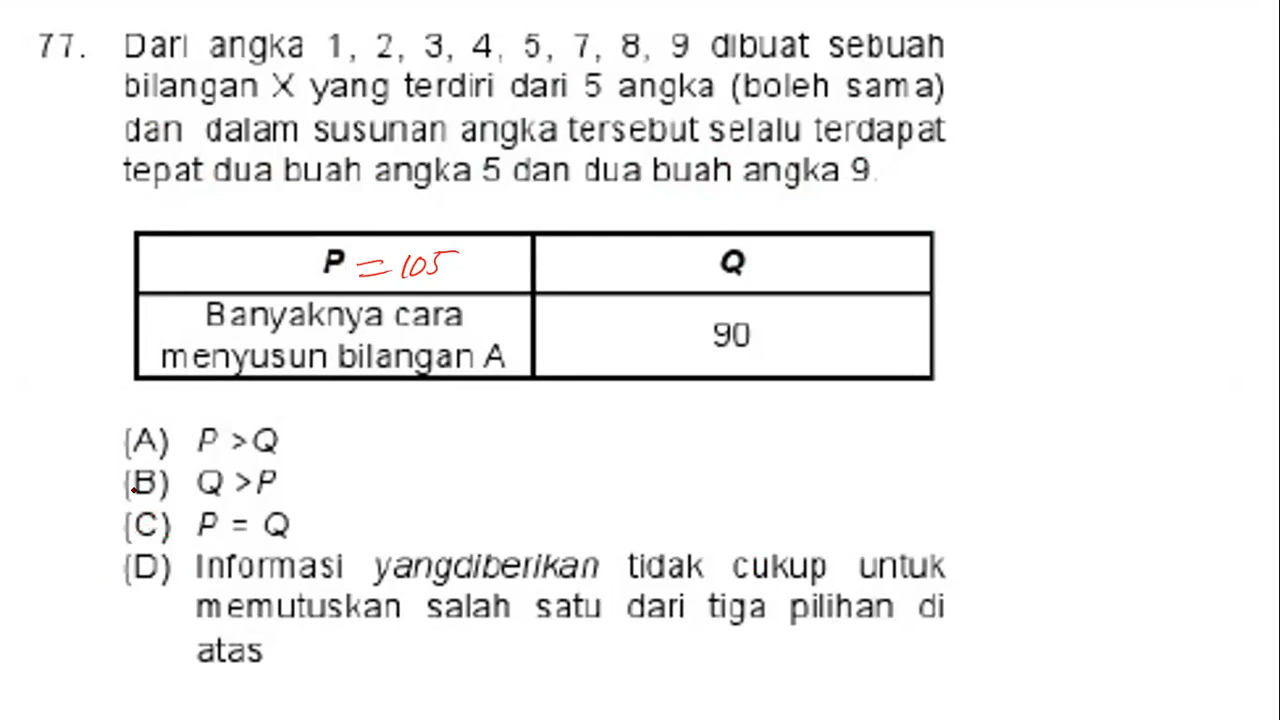 77. Dari angka 1, 2, 3, 4, 5, 7, 8, 9 dibuat sebuah
bilangan X yang terdiri dari 5 angka (boleh sama)
dan dalam susunan angka tersebut selalu terdapat
tepat dua buah angka 5 dan dua buah angka 9.
P = 105
Q
Banyaknya cara
menyusun bilangan A
90
(A) P >Q
(B) Q >P
(C) P = Q
(D) Informasi yangdiberikan tidak cukup untuk
memutuskan salah satu dari tiga pilihan di
atas